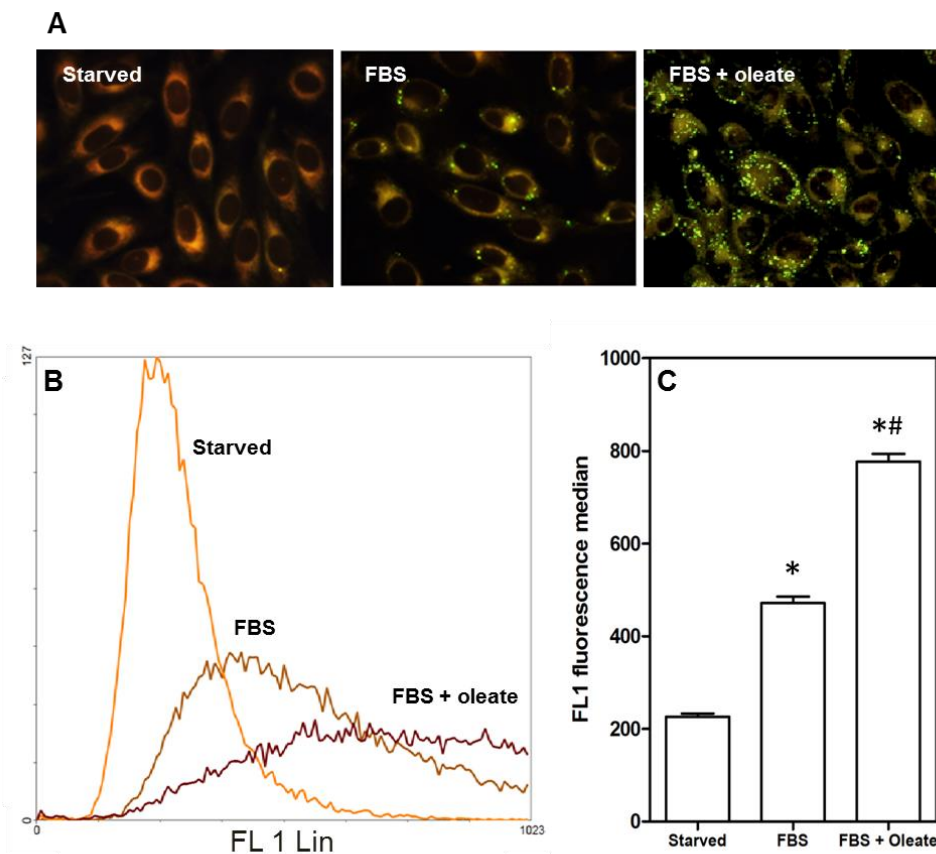 A
Starved
FBS
FBS + oleate
B
127
Starved
FBS
FBS + oleate
0
0
FL 1 Lin
1023
C
FL1 fluorescence median
1000
800
600
400
200
0
*
*#
Starved
FBS
FBS + Oleate